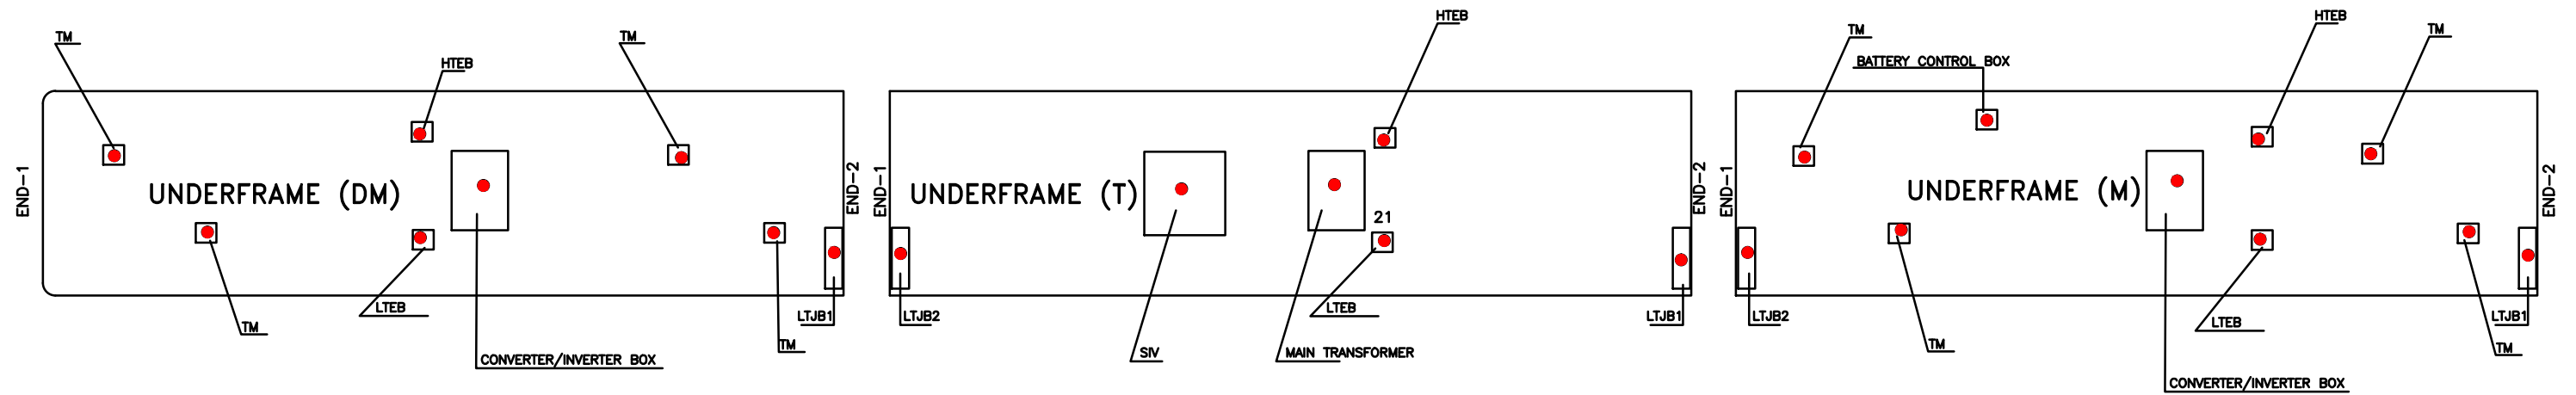 TM
HTEB
TM
END-1
UNDERFRAME (DM)
END-2
TM
LTEB
CONVERTER/INVERTER BOX
TM
LTJB1
HTEB
END-1
UNDERFRAME (T)
END-2
21
LTJB2
SIV
LTEB
MAIN TRANSFORMER
LTJB1
TM
BATTERY CONTROL BOX
HTEB
TM
END-1
UNDERFRAME (M)
END-2
LTJB2
TM
LTEB
CONVERTER/INVERTER BOX
LTJB1
TM